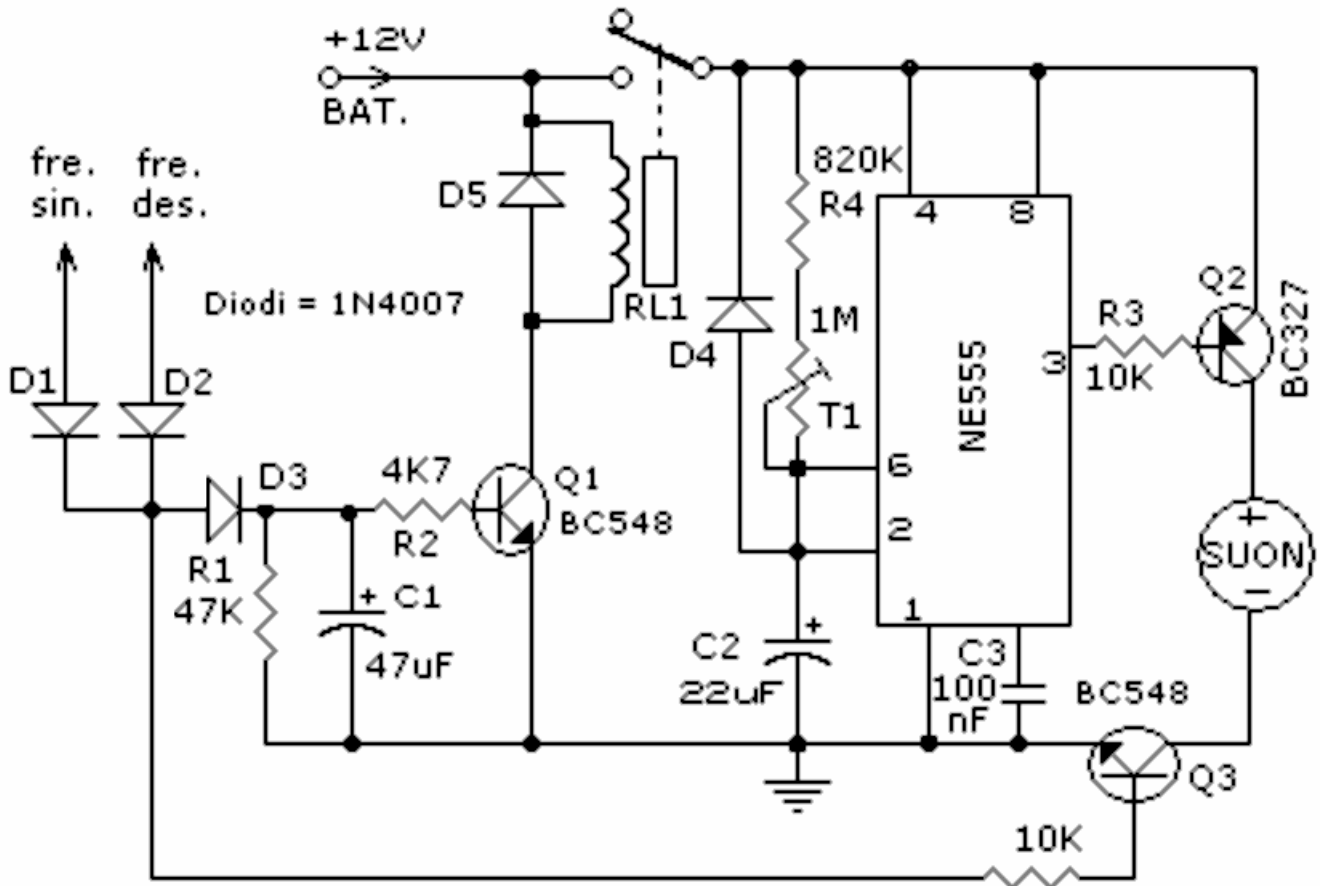 +12V
BAT.
fre.
sin.
fre.
des.
Diodi = 1N4007
D1
D2
D3
D5
RL1
D4
820K
R4
1M
T1
4
8
NE555
3
6
2
1
R3
10K
Q2
BC327
4K7
R2
Q1
BC548
R1
47K
+
C1
47uF
C2
+
22uF
C3
100
nF
+
SUON
−
BC548
Q3
10K